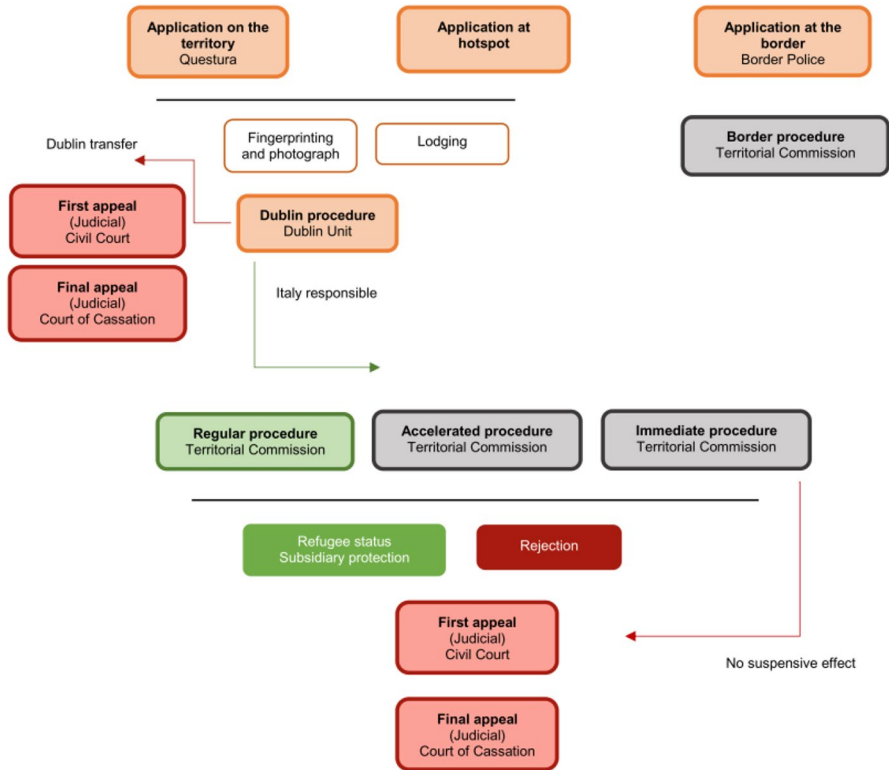 Application on the
territory
Questura
Application at
hotspot
Application at the
border
Border Police
Fingerprinting
and photograph
Lodging
Border procedure
Territorial Commission
Dublin transfer
First appeal
(Judicial)
Civil Court
Dublin procedure
Dublin Unit
Final appeal
(Judicial)
Court of Cassation
Italy responsible
Regular procedure
Territorial Commission
Accelerated procedure
Territorial Commission
Immediate procedure
Territorial Commission
Refugee status
Subsidiary protection
Rejection
First appeal
(Judicial)
Civil Court
No suspensive effect
Final appeal
(Judicial)
Court of Cassation